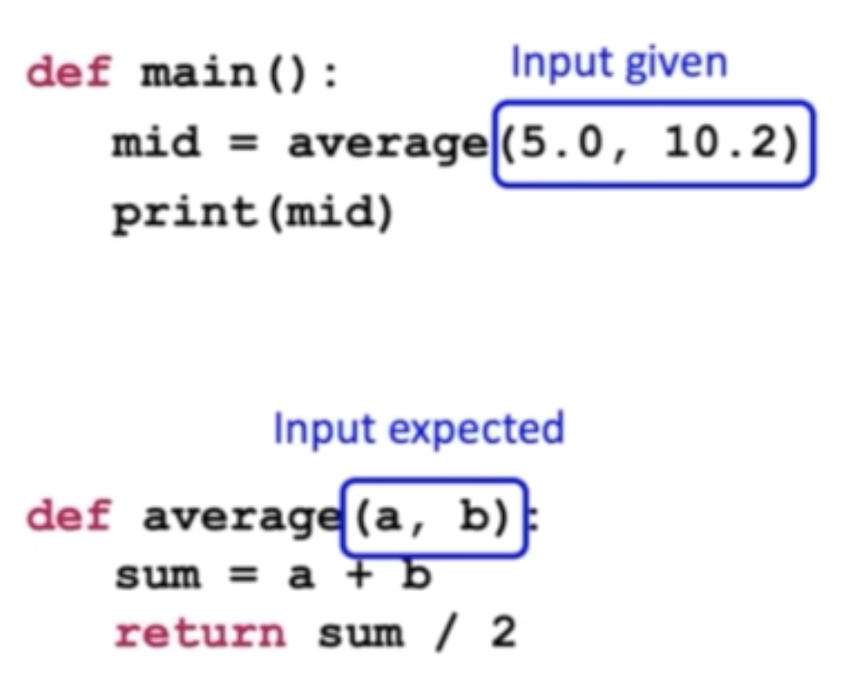 def main():
Input given
mid = average(5.0, 10.2)
print(mid)
Input expected
def average(a, b):
sum = a + b
return sum / 2